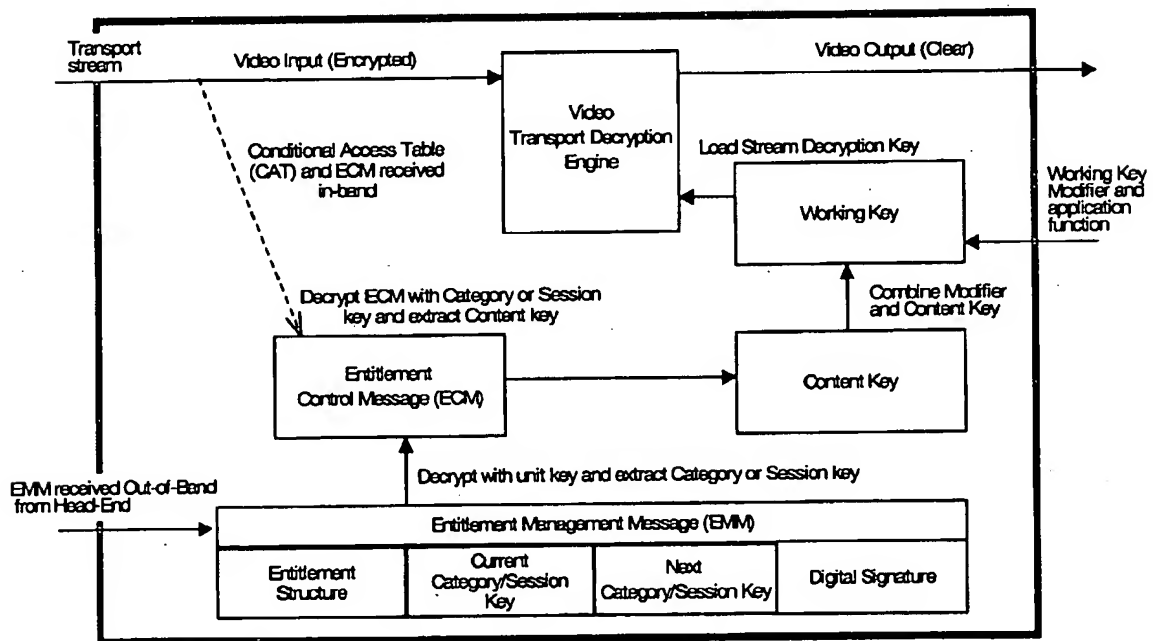 Transport
stream
Video Input (Encrypted)
Video Output (Clear)
Video
Transport Decryption
Engine
Conditional Access Table
(CAT) and ECM received
in-band
Load Stream Decryption Key
Working Key
Working Key
Modifier and
application
function
Decrypt ECM with Category or Session
key and extract Content key
Combine Modifier
and Content Key
Entitlement
Control Message (ECM)
Content Key
Decrypt with unit key and extract Category or Session key
EMM received Out-of-Band
from Head-End
Entitlement Management Message (EMM)
Entitlement
Structure
Current
Category/Session
Key
Next
Category/Session Key
Digital Signature